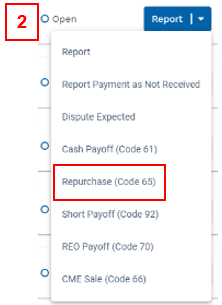 2
Open
Report
Report
Report Payment as Not Received
Dispute Expected
Cash Payoff (Code 61)
Repurchase (Code 65)
Short Payoff (Code 92)
REO Payoff (Code 70)
CME Sale (Code 66)